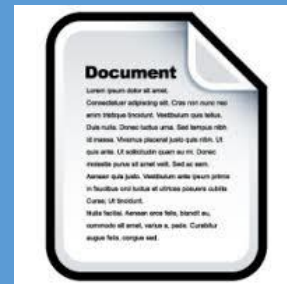 Document
Lorem ipsum dolor sit amet.
Consectetuer adipiscing elit. Cras non nunc nec
enim tristique tincidunt. Vestibulum quis tellus.
Duis nulla. Donec luctus urna. Sed tempus nibh
id massa. Vivamus placerat justo quis nibh. Ut
quis ante. Ut sollicitudin quam eu mi. Donec
molestie purus sit amet velit. Sed ac sem.
Aenean quis justo. Vestibulum ante ipsum primis
in faucibus orci luctus et ultrices posuere cubilia
Curae; Ut tincidunt.
Nulla facilisi. Aenean eros felis, blandit eu,
commodo sit amet, varius a, pede. Curabitur
augue felis, congue sed.